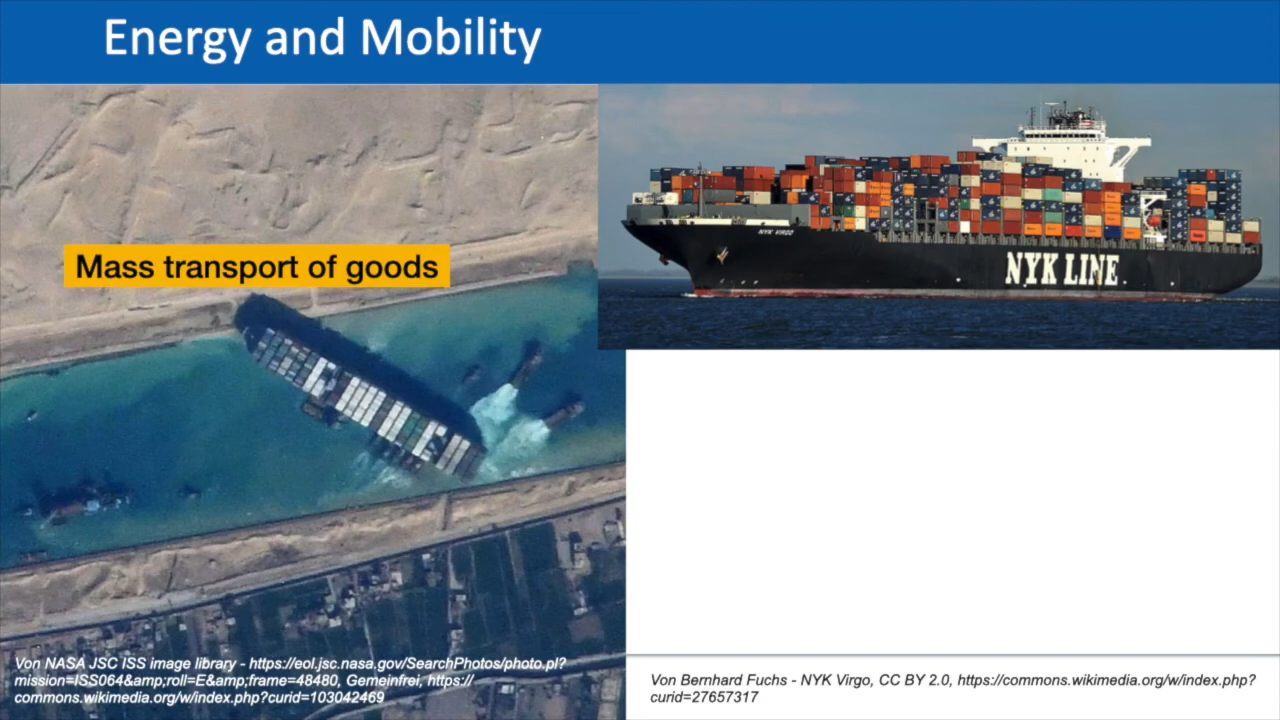 Energy and Mobility
NYK VIRGO
NYK LINE
Mass transport of goods
Von NASA JSC ISS image library - https://eol.jsc.nasa.gov/SearchPhotos/photo.pl?
mission=ISS064&amp;roll=E&amp;frame=48480, Gemeinfrei, https://
commons.wikimedia.org/w/index.php?curid=103042469
Von Bernhard Fuchs - NYK Virgo, CC BY 2.0, https://commons.wikimedia.org/w/index.php?
curid=27657317